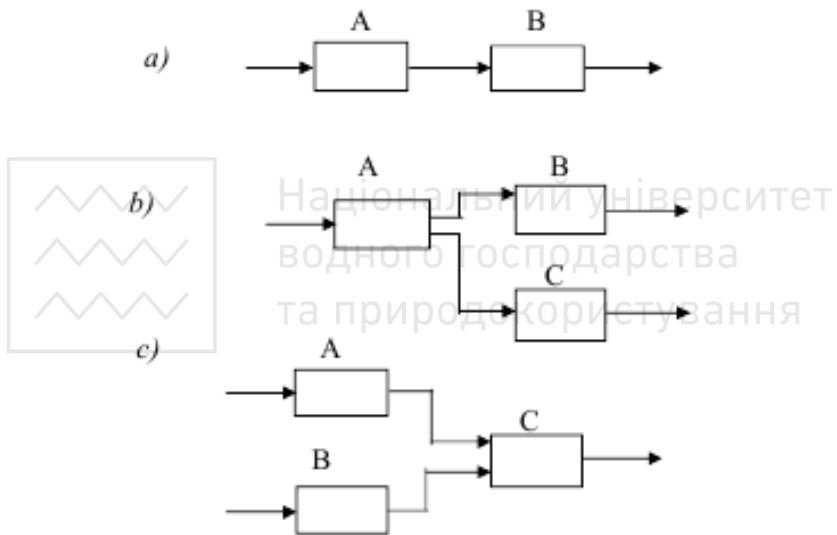 A B
a)
A B
b)
Національний університет
водного господарства
C
та природокористування
c)
A
C
B